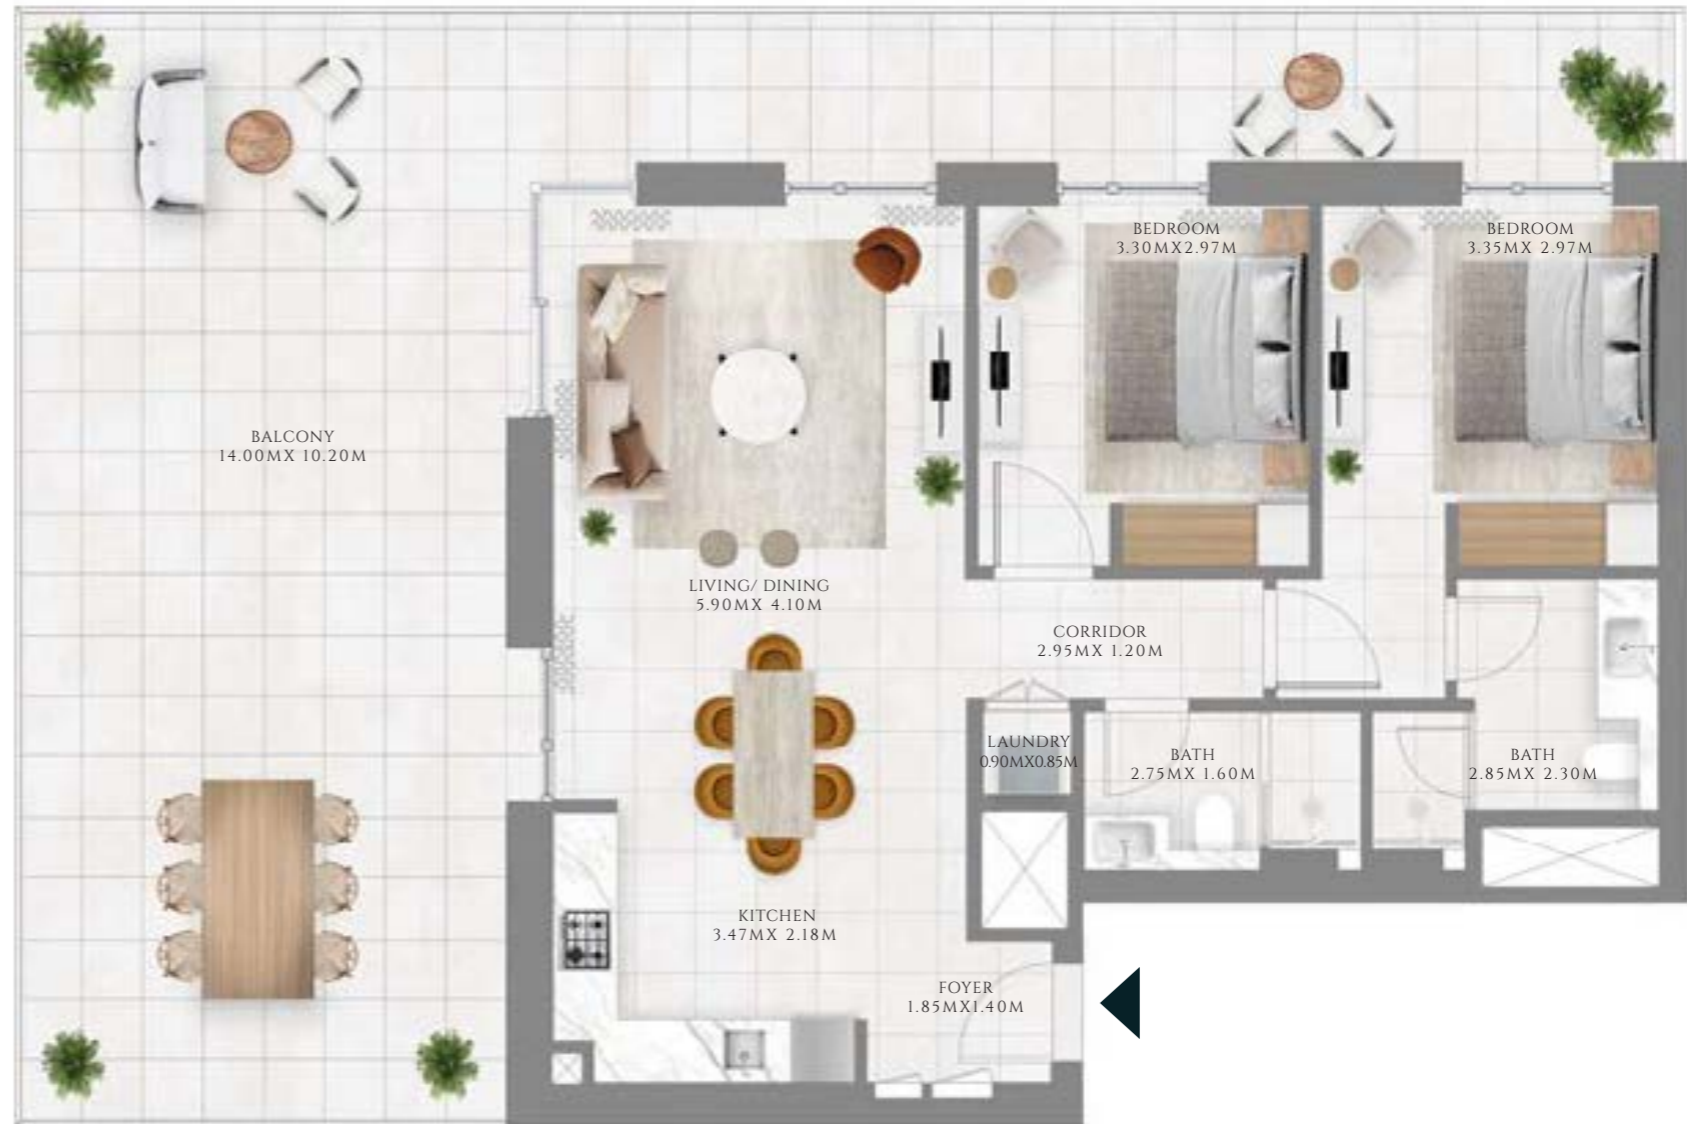 BEDROOM
3.30MX2.97M
BEDROOM
3.35MX 2.97M
BALCONY
14.00MX 10.20M
LIVING/ DINING
5.90MX 4.10M
CORRIDOR
2.95MX 1.20M
LAUNDRY
0.90MX0.85M
BATH
2.75MX 1.60M
BATH
2.85MX 2.30M
KITCHEN
3.47MX 2.18M
FOYER
1.85MX1.40M